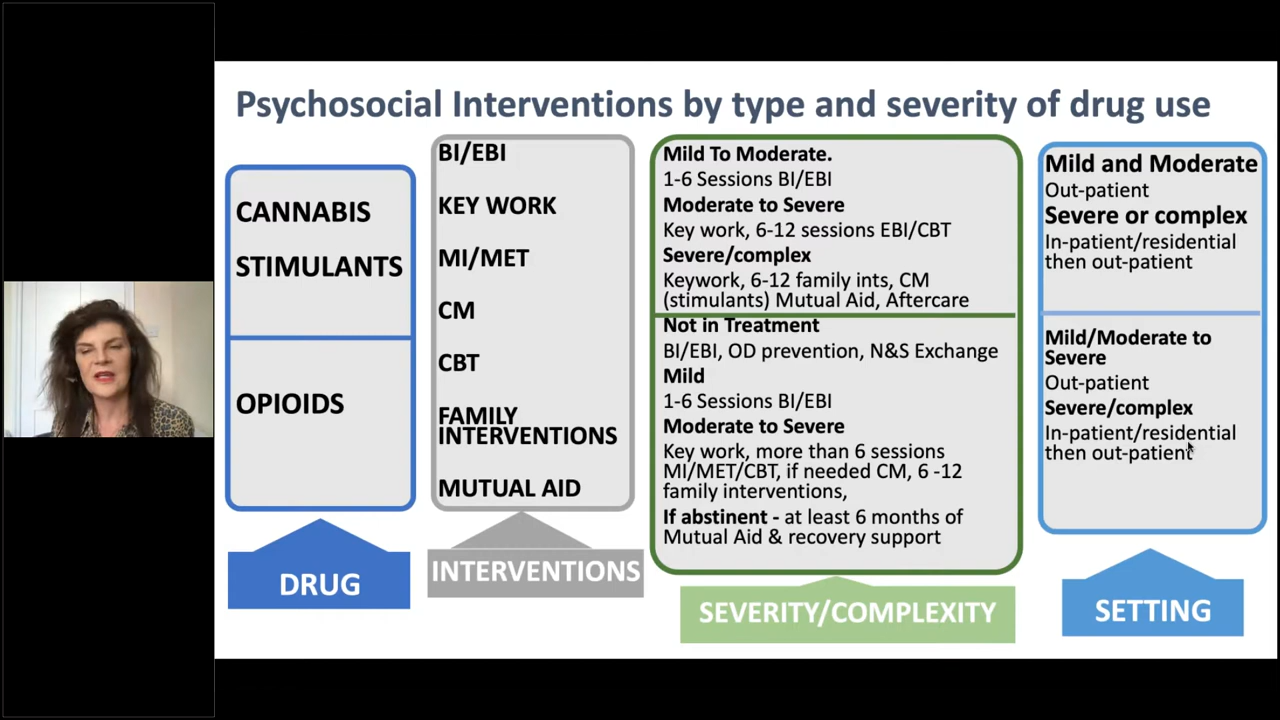 Psychosocial Interventions by type and severity of drug use
CANNABIS
STIMULANTS
OPIOIDS
DRUG
BI/EBI
KEY WORK
MI/MET
CM
CBT
FAMILY
INTERVENTIONS
MUTUAL AID
INTERVENTIONS
Mild To Moderate.
1-6 Sessions BI/EBI
Moderate to Severe
Key work, 6-12 sessions EBI/CBT
Severe/complex
Keywork, 6-12 family ints, CM
(stimulants) Mutual Aid, Aftercare
Not in Treatment
BI/EBI, OD prevention, N&S Exchange
Mild
1-6 Sessions BI/EBI
Moderate to Severe
Key work, more than 6 sessions
MI/MET/CBT, if needed CM, 6 -12
family interventions,
If abstinent - at least 6 months of
Mutual Aid & recovery support
SEVERITY/COMPLEXITY
Mild and Moderate
Out-patient
Severe or complex
In-patient/residential
then out-patient
Mild/Moderate to
Severe
Out-patient
Severe/complex
In-patient/residential
then out-patient
SETTING